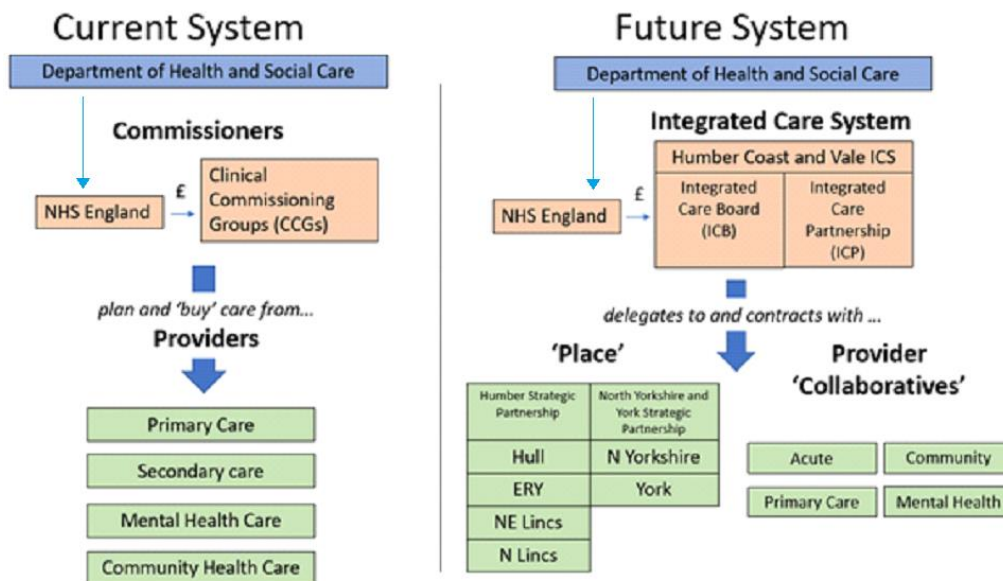 Current System
Department of Health and Social Care
Commissioners
£
NHS England
Clinical
Commissioning
Groups (CCGs)
plan and ‘buy’ care from...
Providers
Primary Care
Secondary care
Mental Health Care
Community Health Care
Future System
Department of Health and Social Care
Integrated Care System
Humber Coast and Vale ICS
£
NHS England
Integrated
Care Board
(ICB)
Integrated
Care
Partnership
(ICP)
delegates to and contracts with ...
‘Place’
Humber Strategic
Partnership
North Yorkshire and
York Strategic
Partnership
Hull
N Yorkshire
ERY
York
NE Lincs
N Lincs
Provider
‘Collaboratives’
Acute
Community
Primary Care
Mental Health